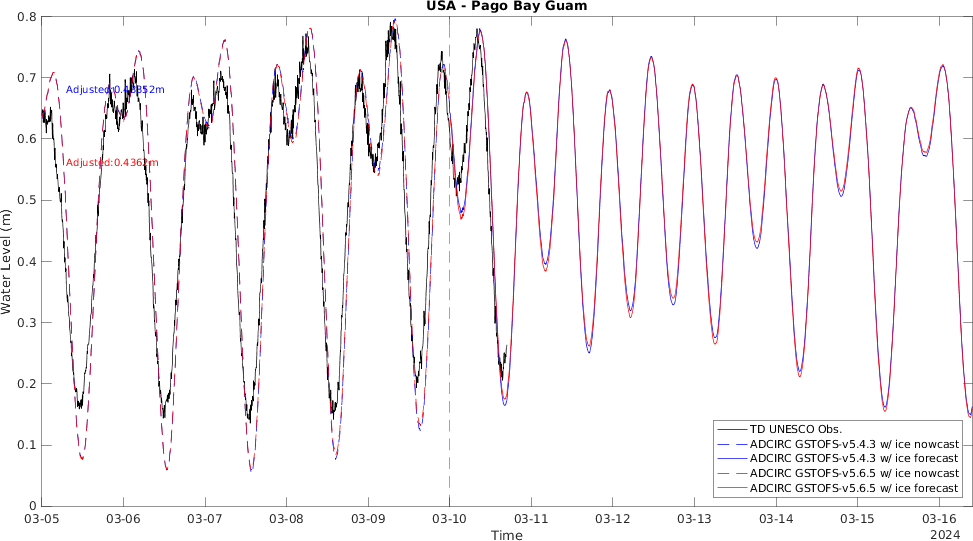 USA - Pago Bay Guam
0.8
0.7
0.6
0.5
0.4
0.3
0.2
0.1
0
Water Level (m)
Adjusted:0.4362m
TD UNESCO Obs.
ADCIRC GSTOFS-v5.4.3 w/ ice nowcast
ADCIRC GSTOFS-v5.4.3 w/ ice forecast
ADCIRC GSTOFS-v5.6.5 w/ ice nowcast
ADCIRC GSTOFS-v5.6.5 w/ ice forecast
03-05 03-06 03-07 03-08 03-09 03-10 03-11 03-12 03-13 03-14 03-15 03-16
Time
2024